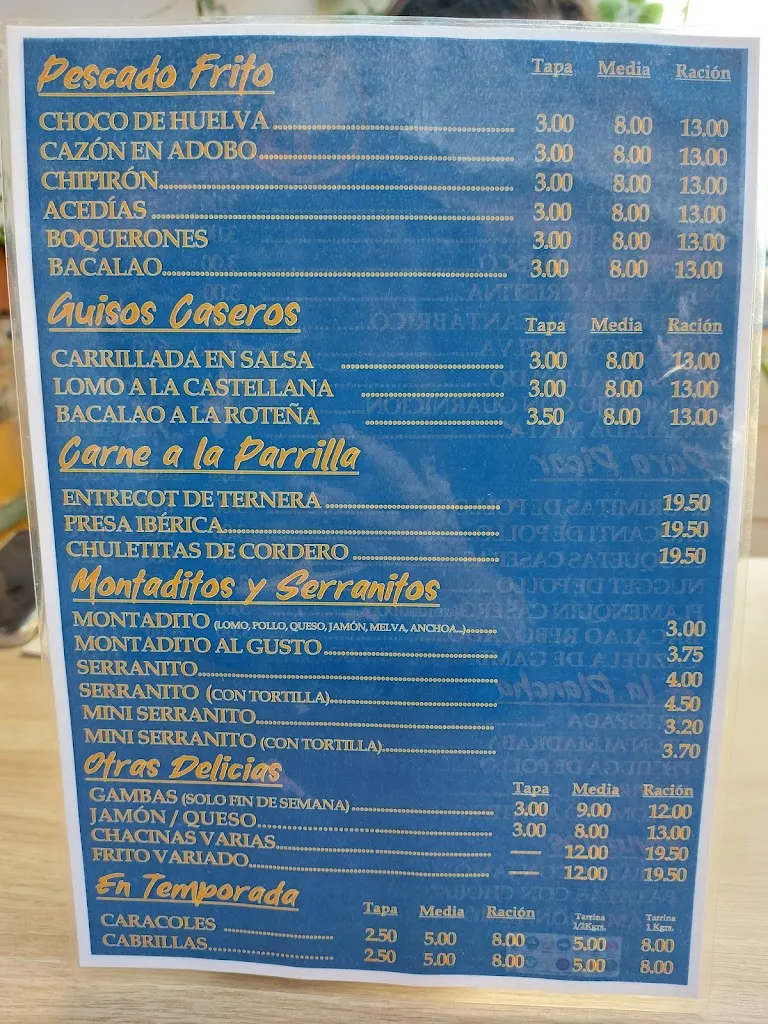 Pescado Frito Tapa Media Ración
CHOCO DE HUELVA 3.00 8.00 13.00
CAZÓN EN ADOBO 3.00 8.00 13.00
CHIPIRÓN 3.00 8.00 13.00
ACEDÍAS 3.00 8.00 13.00
BOQUERONES 3.00 8.00 13.00
BACALAO 3.00 8.00 13.00
Guisos Caseros Tapa Media Ración
CARRILLADA EN SALSA 3.00 8.00 13.00
LOMO A LA CASTELLANA 3.00 8.00 13.00
BACALAO A LA ROTEÑA 3.50 8.00 13.00
Carne a la Parrilla
ENTRECOT DE TERNERA 19.50
PRESA IBÉRICA 19.50
CHULETITAS DE CORDERO 19.50
Montaditos y Serranitos
MONTADITO (LOMO, POLLO, QUESO, JAMÓN, MELVA, ANCHOA...) 3.00
MONTADITO AL GUSTO 3.75
SERRANITO 4.00
SERRANITO (CON TORTILLA) 4.50
MINI SERRANITO 3.20
MINI SERRANITO (CON TORTILLA) 3.70
Otras Delicias Tapa Media Ración
GAMBAS (SOLO FIN DE SEMANA) 3.00 9.00 12.00
JAMÓN / QUESO 3.00 8.00 13.00
CHACINAS VARIAS — 12.00 19.50
FRITO VARIADO — 12.00 19.50
En Temporada Tapa Media Ración Tarrina 1/2Kgrs. Tarrina 1 Kgrs.
CARACOLES 2.50 5.00 8.00 5.00 8.00
CABRILLAS 2.50 5.00 8.00 5.00 8.00